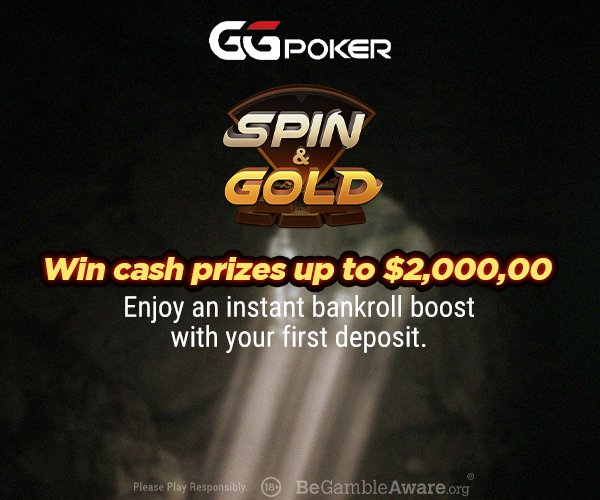 GGPOKER
SPIN
&
GOLD
Win cash prizes up to $2,000,00
Enjoy an instant bankroll boost
with your first deposit.
Please Play Responsibly. 18+ BeGambleAware.org®